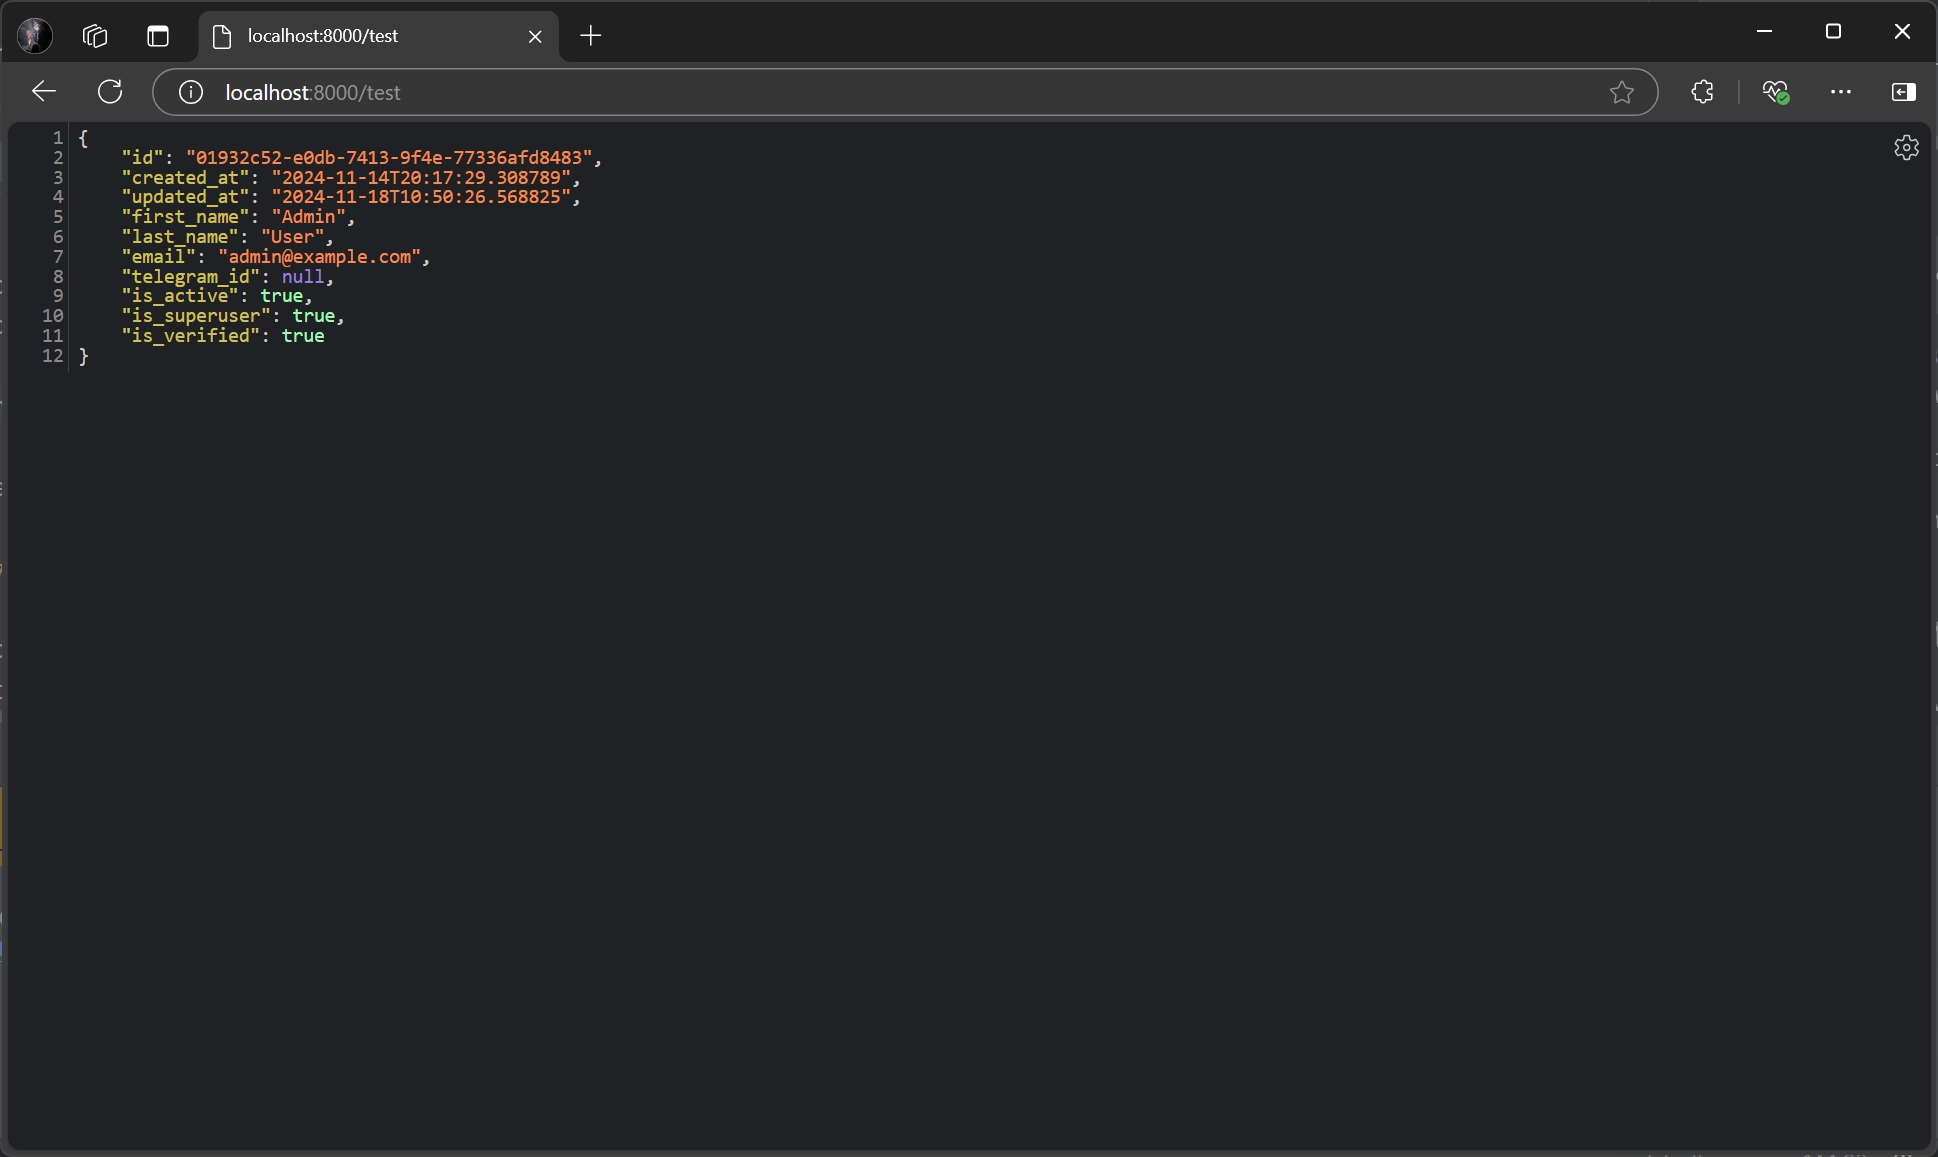 localhost:8000/test
localhost:8000/test
1 {
2     "id": "01932c52-e0db-7413-9f4e-77336afd8483",
3     "created_at": "2024-11-14T20:17:29.308789",
4     "updated_at": "2024-11-18T10:50:26.568825",
5     "first_name": "Admin",
6     "last_name": "User",
7     "email": "admin@example.com",
8     "telegram_id": null,
9     "is_active": true,
10     "is_superuser": true,
11     "is_verified": true
12 }